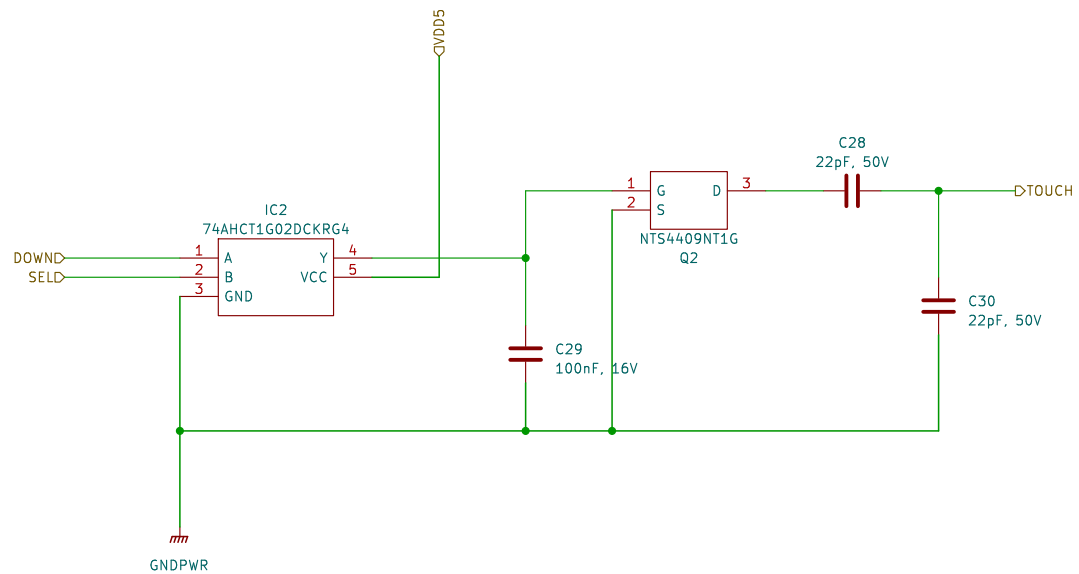 VDD5
C28
22pF, 50V
1 G D 3
2 S
TOUCH
NTS4409NT1G
Q2
IC2
74AHCT1G02DCKRG4
DOWN 1 A Y 4
SEL 2 B VCC 5
3 GND
C30
22pF, 50V
C29
100nF, 16V
GNDPWR